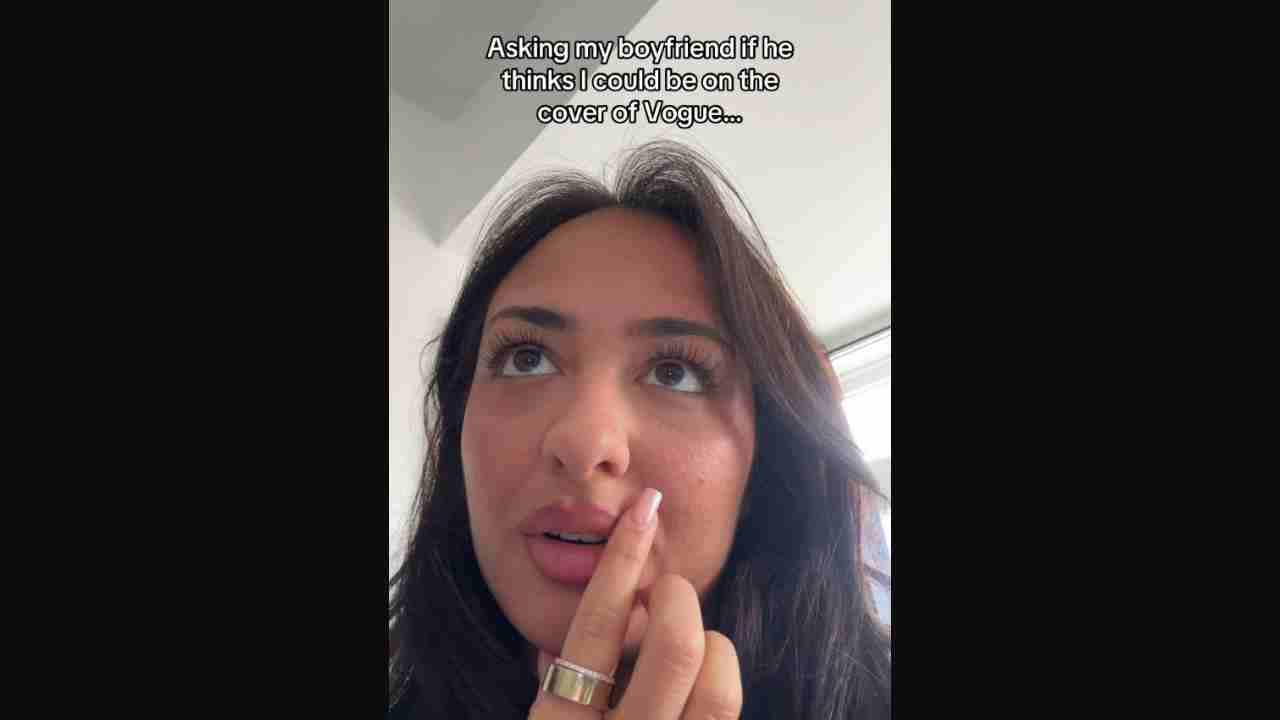 Asking my boyfriend if he
thinks I could be on the
cover of Vogue...